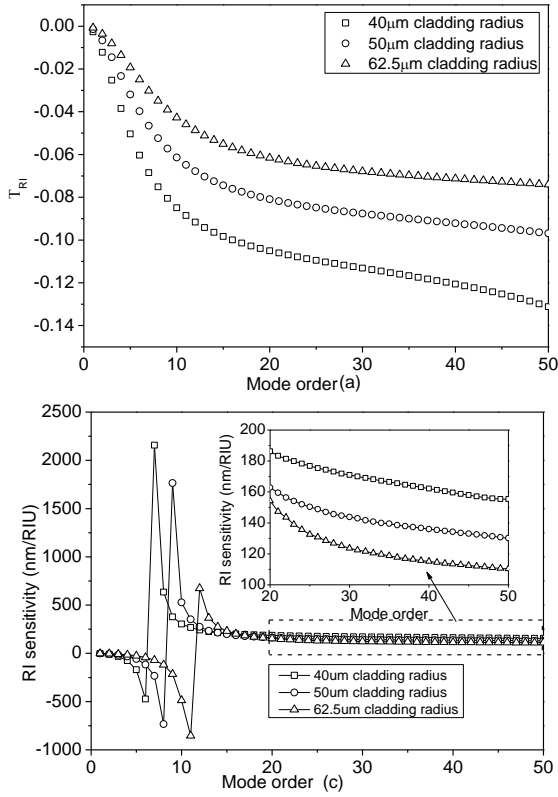 0.00
-0.02
-0.04
-0.06
-0.08
-0.10
-0.12
-0.14
T_RI
40μm cladding radius
50μm cladding radius
62.5μm cladding radius
0 10 20 30 40 50
Mode order(a)
2500
2000
1500
1000
500
0
-500
-1000
RI sensitivity (nm/RIU)
200
180
160
140
120
100
RI sensitivity (nm/RIU)
20 30 40 50
Mode order
40um cladding radius
50um cladding radius
62.5um cladding radius
0 10 20 30 40 50
Mode order (c)